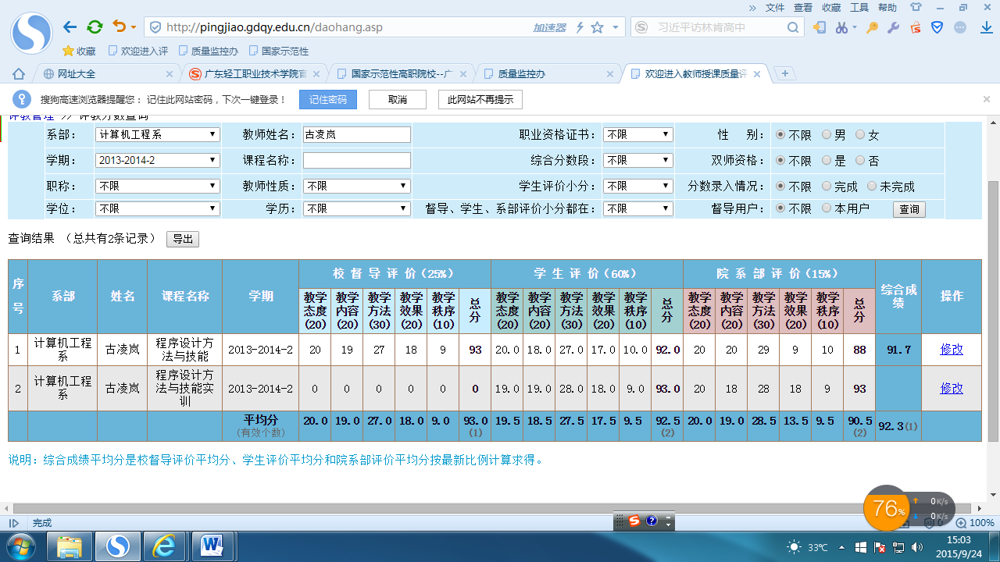 » 文件 查看 收藏 工具 帮助
http://pingjiao.gdqy.edu.cn/daohang.asp 加速器 习近平访林肯高中
收藏 欢迎进入评 质量监控办 国家示范性
网址大全 广东轻工职业技术学院官 国家示范性高职院校--广 质量监控办 欢迎进入教师授课质量评
搜狗高速浏览器提醒您： 记住此网站密码，下次一键登录！ 记住密码 取消 此网站不再提示
评教管理 >> 评教分数查询
系部： 计算机工程系 教师姓名： 古凌岚 职业资格证书： 不限 性 别： 不限 男 女
学期： 2013-2014-2 课程名称： 综合分数段： 不限 双师资格： 不限 是 否
职称： 不限 教师性质： 不限 学生评价小分： 不限 分数录入情况： 不限 完成 未完成
学位： 不限 学历： 不限 督导、学生、系部评价小分都在： 不限 督导用户： 不限 本用户 查询
查询结果 （总共有2条记录） 导出
序号 系部 姓名 课程名称 学期 校 督 导 评 价（25%） 学 生 评 价（60%） 院 系 部 评 价（15%） 综合成绩 操作
教学态度(20) 教学内容(20) 教学方法(30) 教学效果(20) 教学秩序(10) 总分 教学态度(20) 教学内容(20) 教学方法(30) 教学效果(20) 教学秩序(10) 总分 教学态度(20) 教学内容(20) 教学方法(30) 教学效果(20) 教学秩序(10) 总分
1 计算机工程系 古凌岚 程序设计方法与技能 2013-2014-2 20 19 27 18 9 93 20.0 18.0 27.0 17.0 10.0 92.0 20 20 29 9 10 88 91.7 修改
2 计算机工程系 古凌岚 程序设计方法与技能实训 2013-2014-2 0 0 0 0 0 0 19.0 19.0 28.0 18.0 9.0 93.0 20 18 28 18 9 93 修改
平均分（有效个数） 20.0 19.0 27.0 18.0 9.0 93.0(1) 19.5 18.5 27.5 17.5 9.5 92.5(2) 20.0 19.0 28.5 13.5 9.5 90.5(2) 92.3(1)
说明：综合成绩平均分是校督导评价平均分、学生评价平均分和院系部评价平均分按最新比例计算求得。
76% 0K/s
0K/s
完成 0 100%
33℃ 15:03
2015/9/24